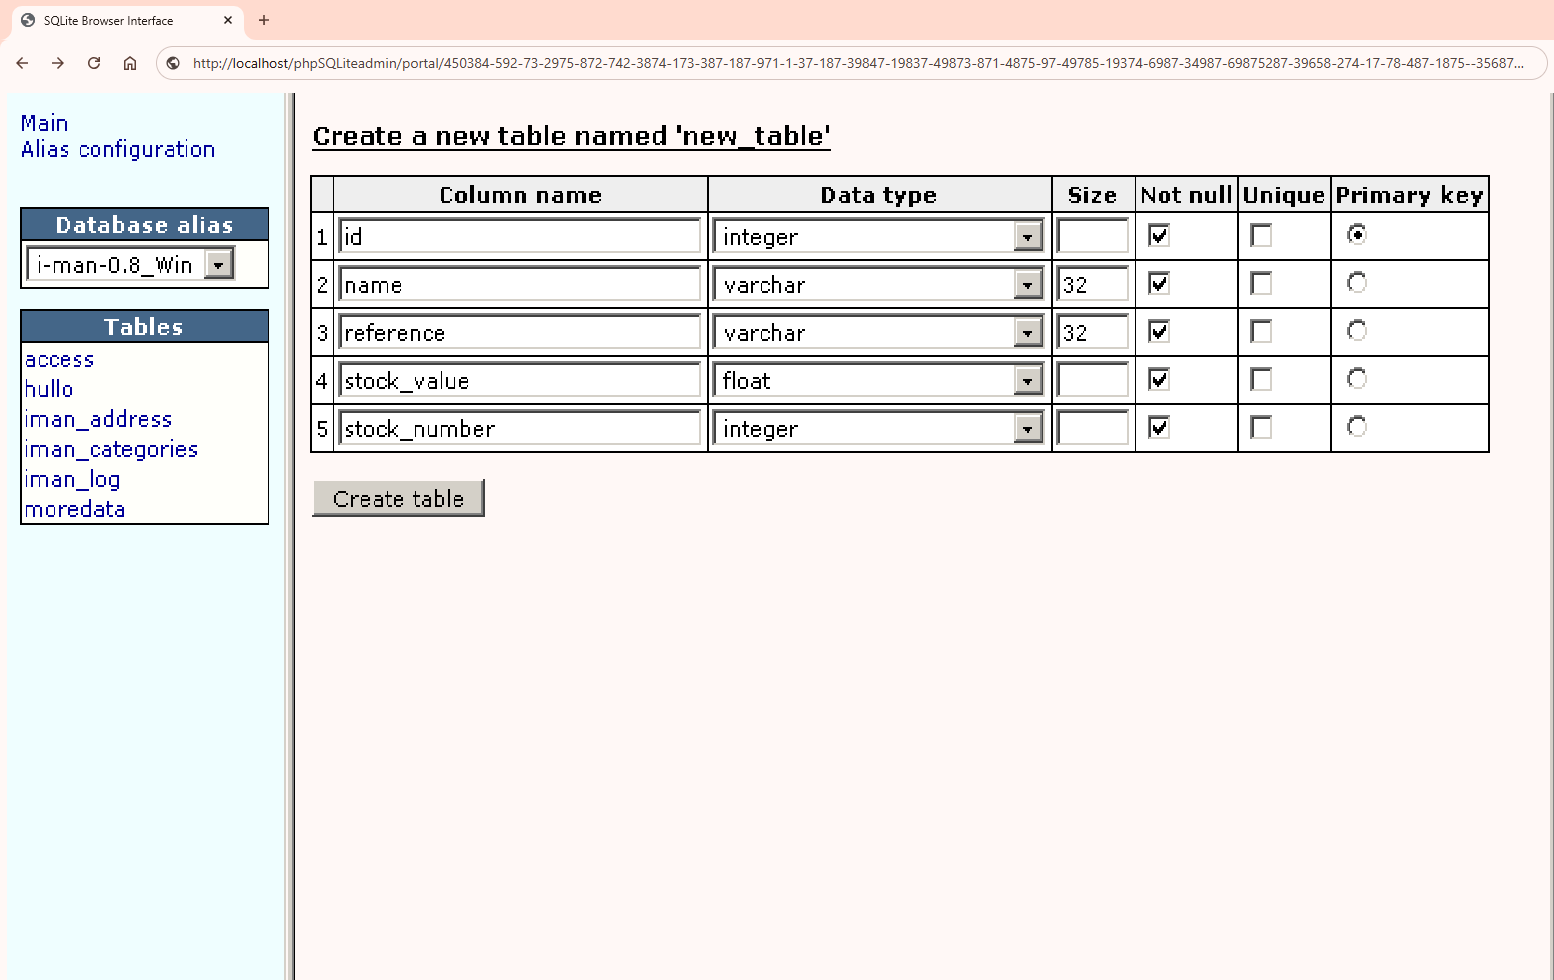 SQLite Browser Interface
http://localhost/phpSQLiteadmin/portal/450384-592-73-2975-872-742-3874-173-387-187-971-1-37-187-39847-19837-49873-871-4875-97-49785-19374-6987-34987-69875287-39658-274-17-78-487-1875--35687...
Main
Alias configuration
Database alias
i-man-0.8_Win
Tables
access
hullo
iman_address
iman_categories
iman_log
moredata
Create a new table named 'new_table'
Column name Data type Size Not null Unique Primary key
1 id integer
2 name varchar 32
3 reference varchar 32
4 stock_value float
5 stock_number integer
Create table